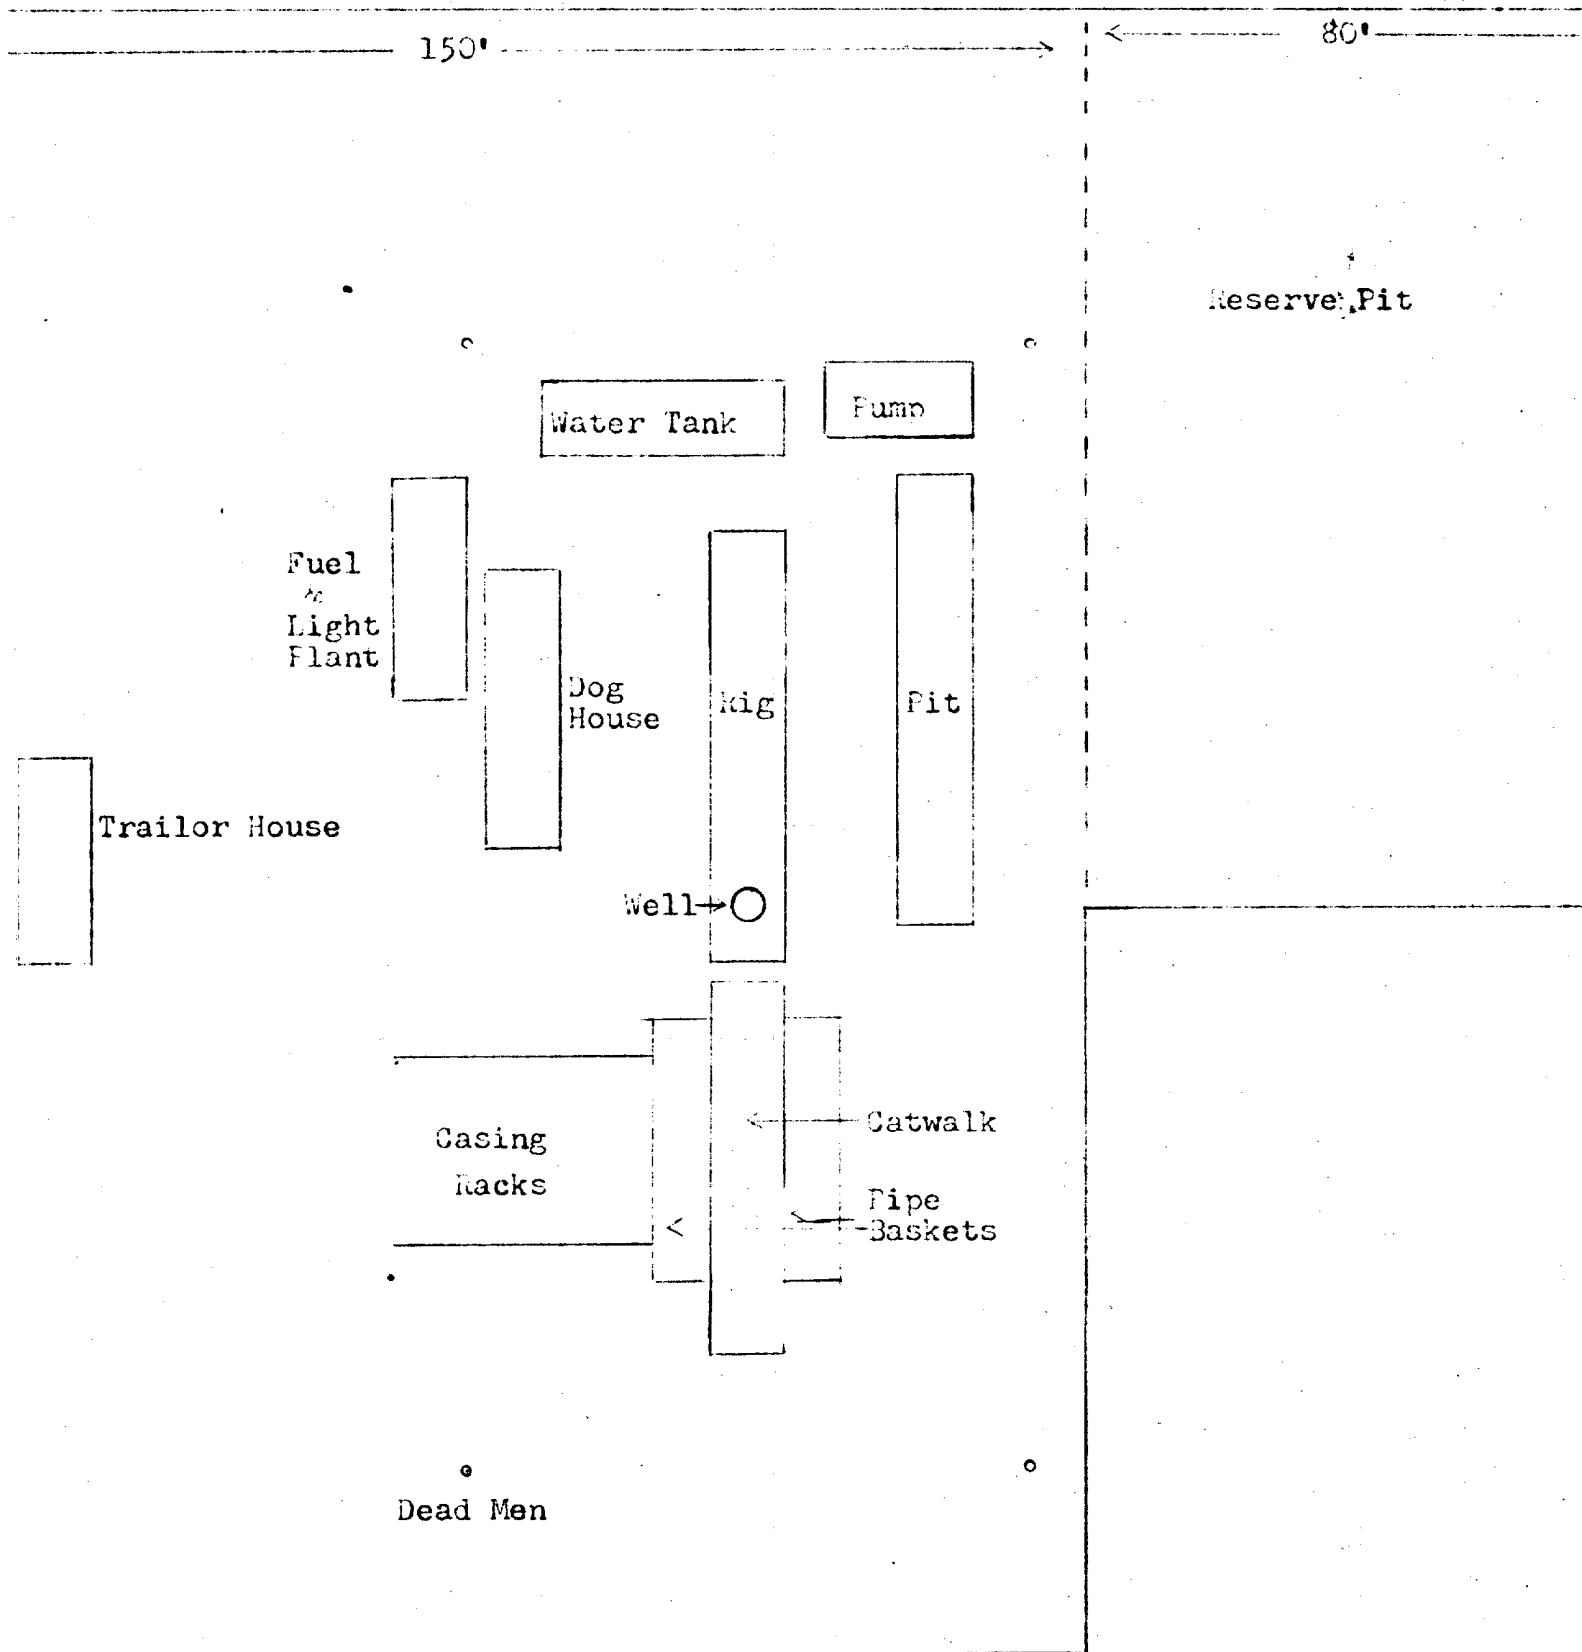 150'
80'
Reserve Pit
Water Tank
Pump
Fuel
&
Light
Plant
Dog
House
Rig
Pit
Trailor House
Well
Catwalk
Casing
Racks
Pipe
Baskets
Dead Men